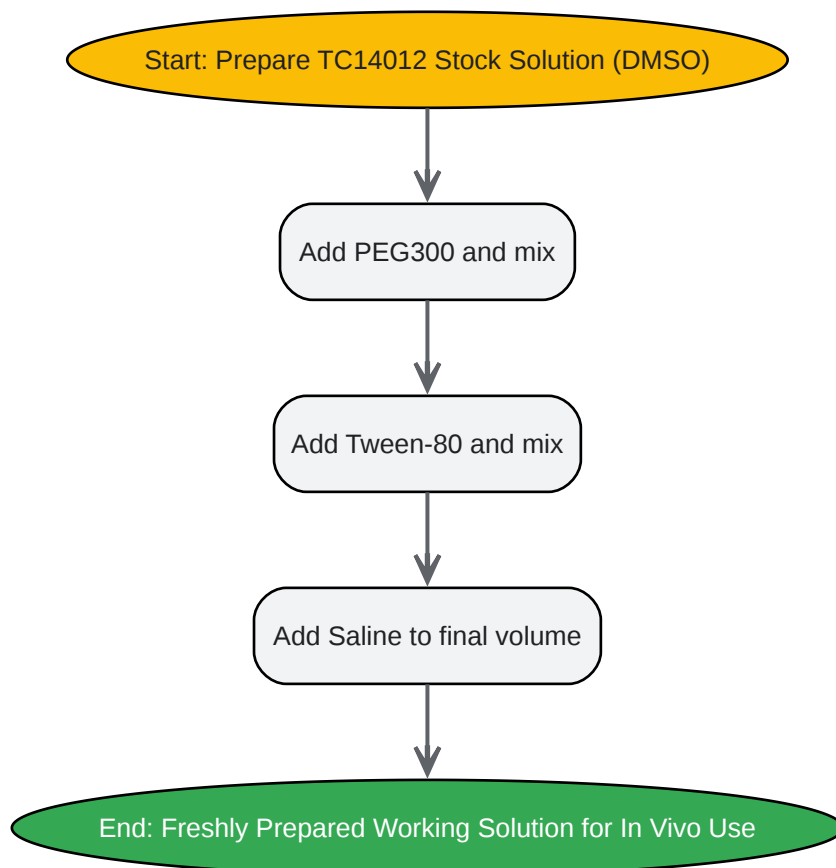 Start: Prepare TC14012 Stock Solution (DMSO)
Add PEG300 and mix
Add Tween-80 and mix
Add Saline to final volume
End: Freshly Prepared Working Solution for In Vivo Use